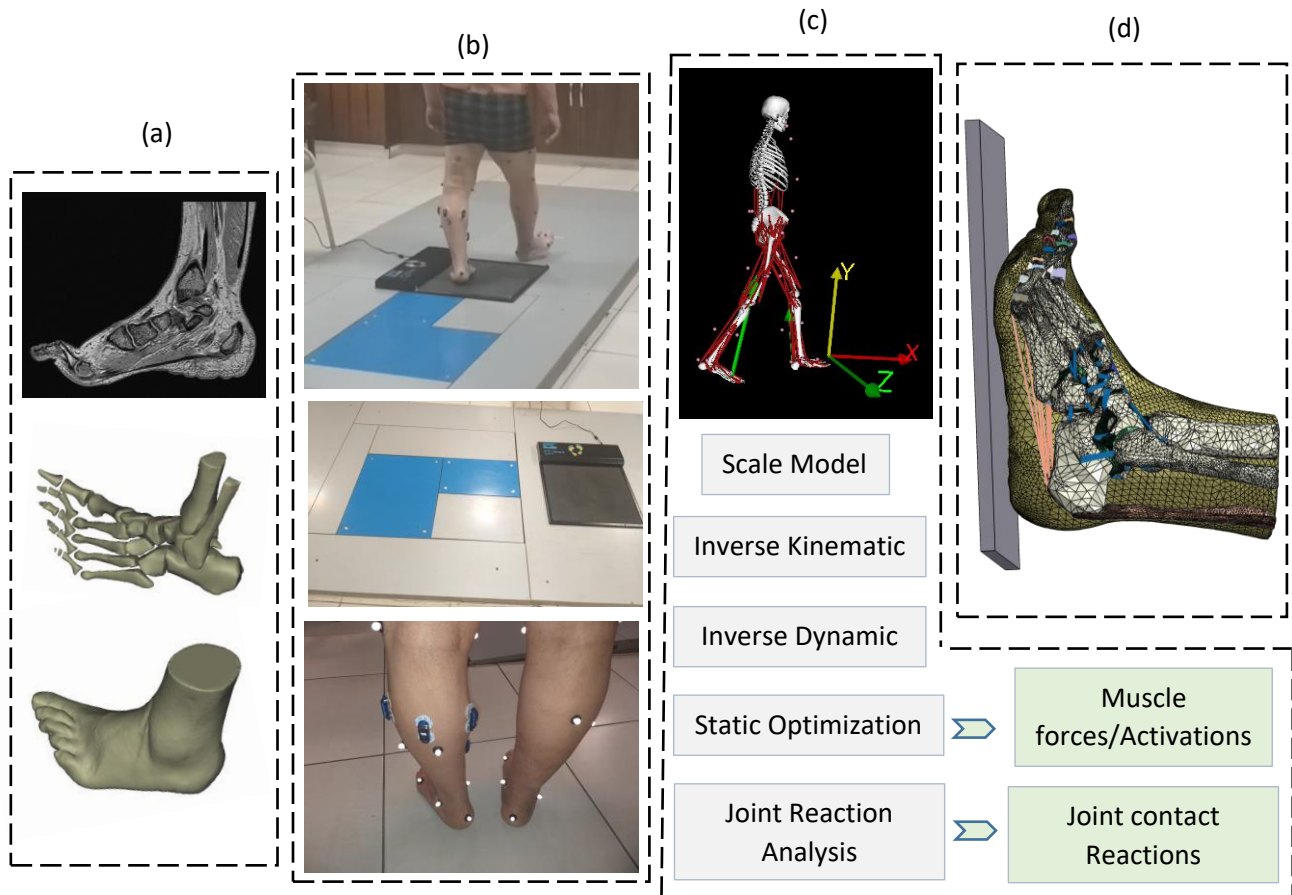 (a)
(b)
(c)
(d)
Y
X
Z
Scale Model
Inverse Kinematic
Inverse Dynamic
Static Optimization
Muscle
forces/Activations
Joint Reaction
Analysis
Joint contact
Reactions